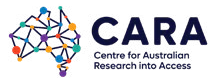 CARA
Centre for Australian
Research into Access